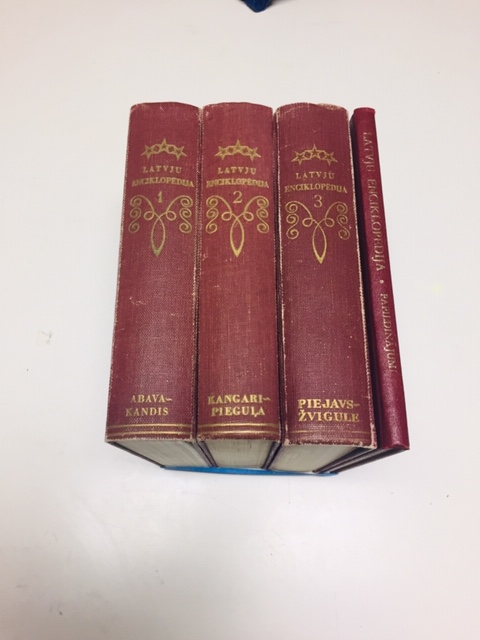 LATVJU
ENCIKLOPĒDIJA
1
ABAVA-
KANDIS
LATVJU
ENCIKLOPĒDIJA
2
KANGARI-
PIEGUĻA
LATVJU
ENCIKLOPĒDIJA
3
PIEJAVS-
ŽVIGULE
LATVJU ENCIKLOPĒDIJA • PAPILDINĀJUMI